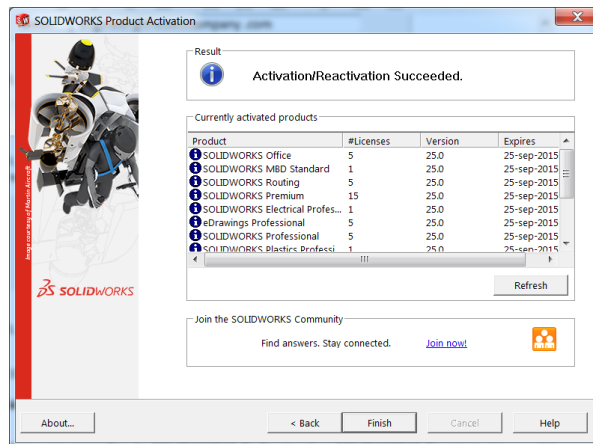 SOLIDWORKS Product Activation
Result
Activation/Reactivation Succeeded.
Currently activated products
Product #Licenses Version Expires
SOLIDWORKS Office 5 25.0 25-sep-2015
SOLIDWORKS MBD Standard 1 25.0 25-sep-2015
SOLIDWORKS Routing 5 25.0 25-sep-2015
SOLIDWORKS Premium 15 25.0 25-sep-2015
SOLIDWORKS Electrical Profes... 1 25.0 25-sep-2015
eDrawings Professional 5 25.0 25-sep-2015
SOLIDWORKS Professional 5 25.0 25-sep-2015
SOLIDWORKS Plastics Professi 1 25.0 25-sep-2015
Image courtesy of Martin Aircraft
SOLIDWORKS
Refresh
Join the SOLIDWORKS Community
Find answers. Stay connected. Join now!
About... < Back Finish Cancel Help